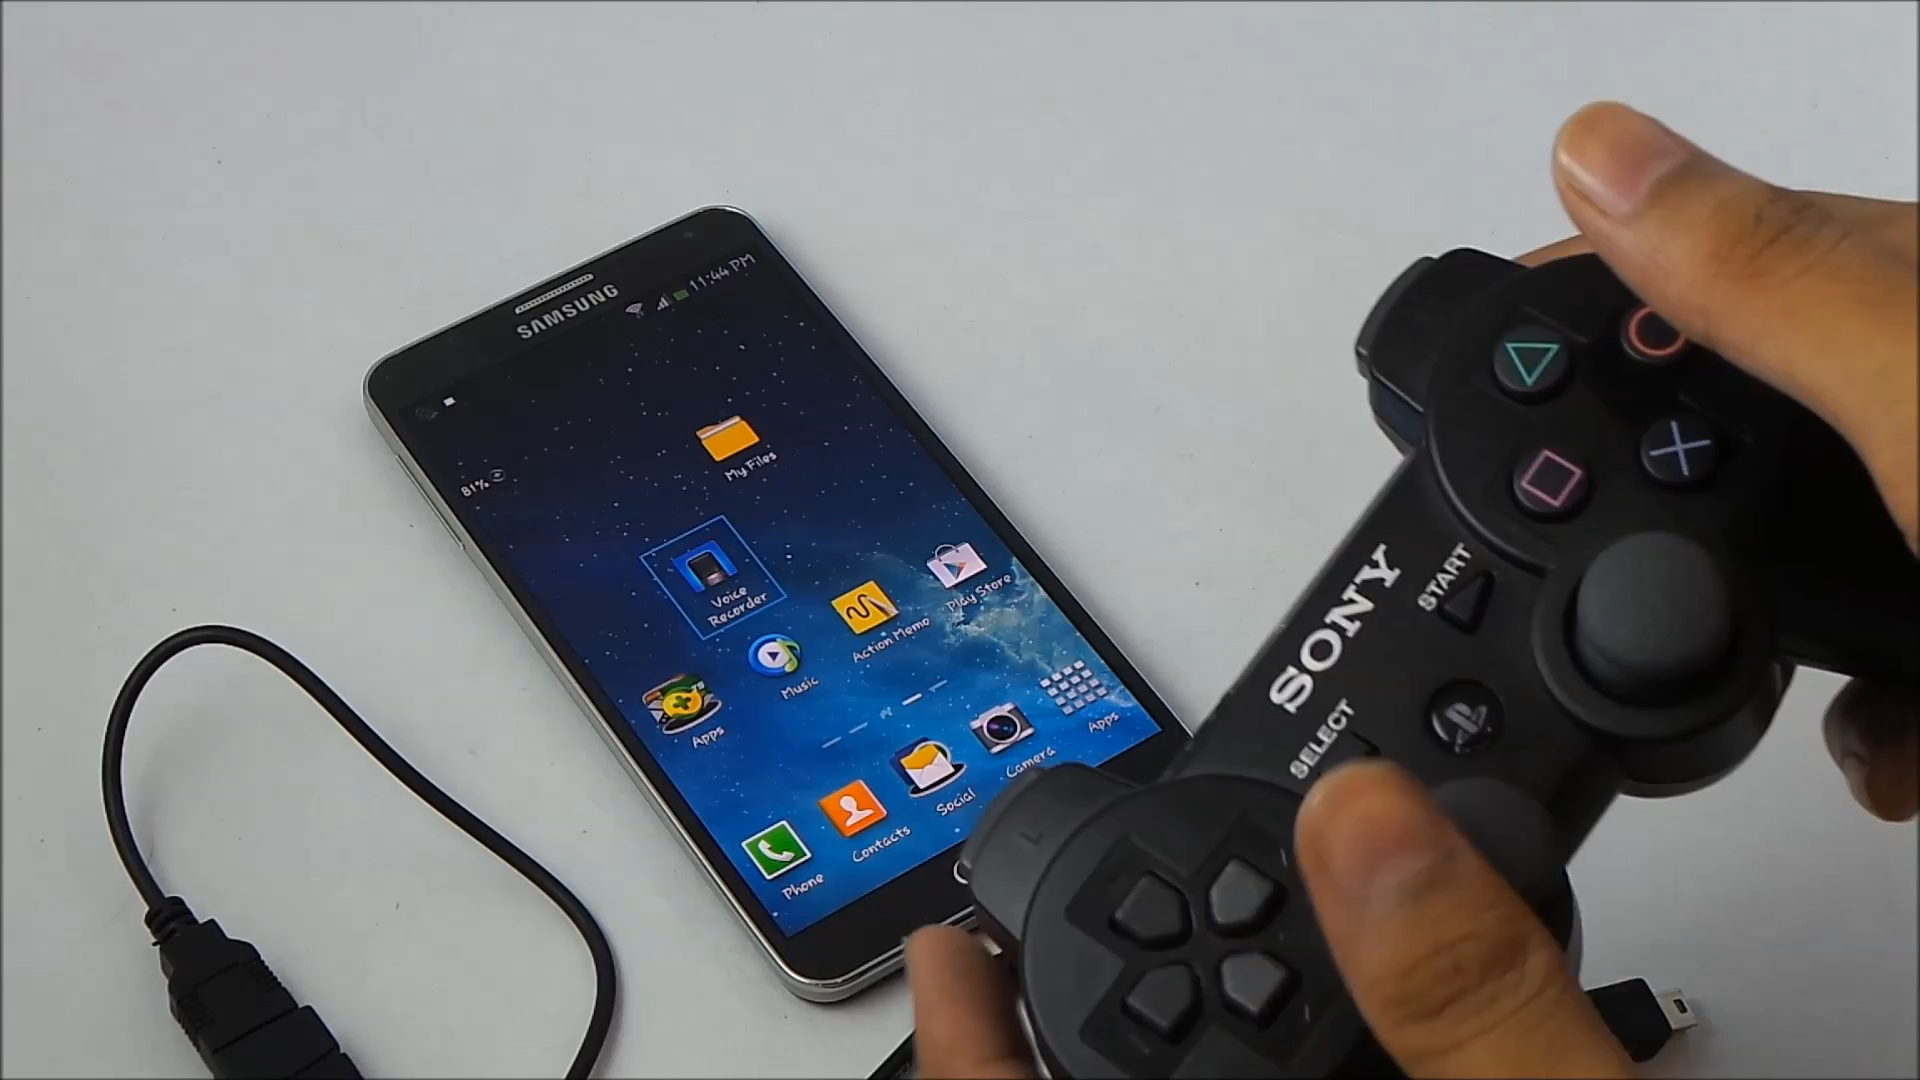 SAMSUNG
11:44 PM
81%
My Files
Voice
Recorder
Action Memo
Play Store
Music
Apps
Apps
Camera
Social
Contacts
Phone
SONY
START
SELECT
L